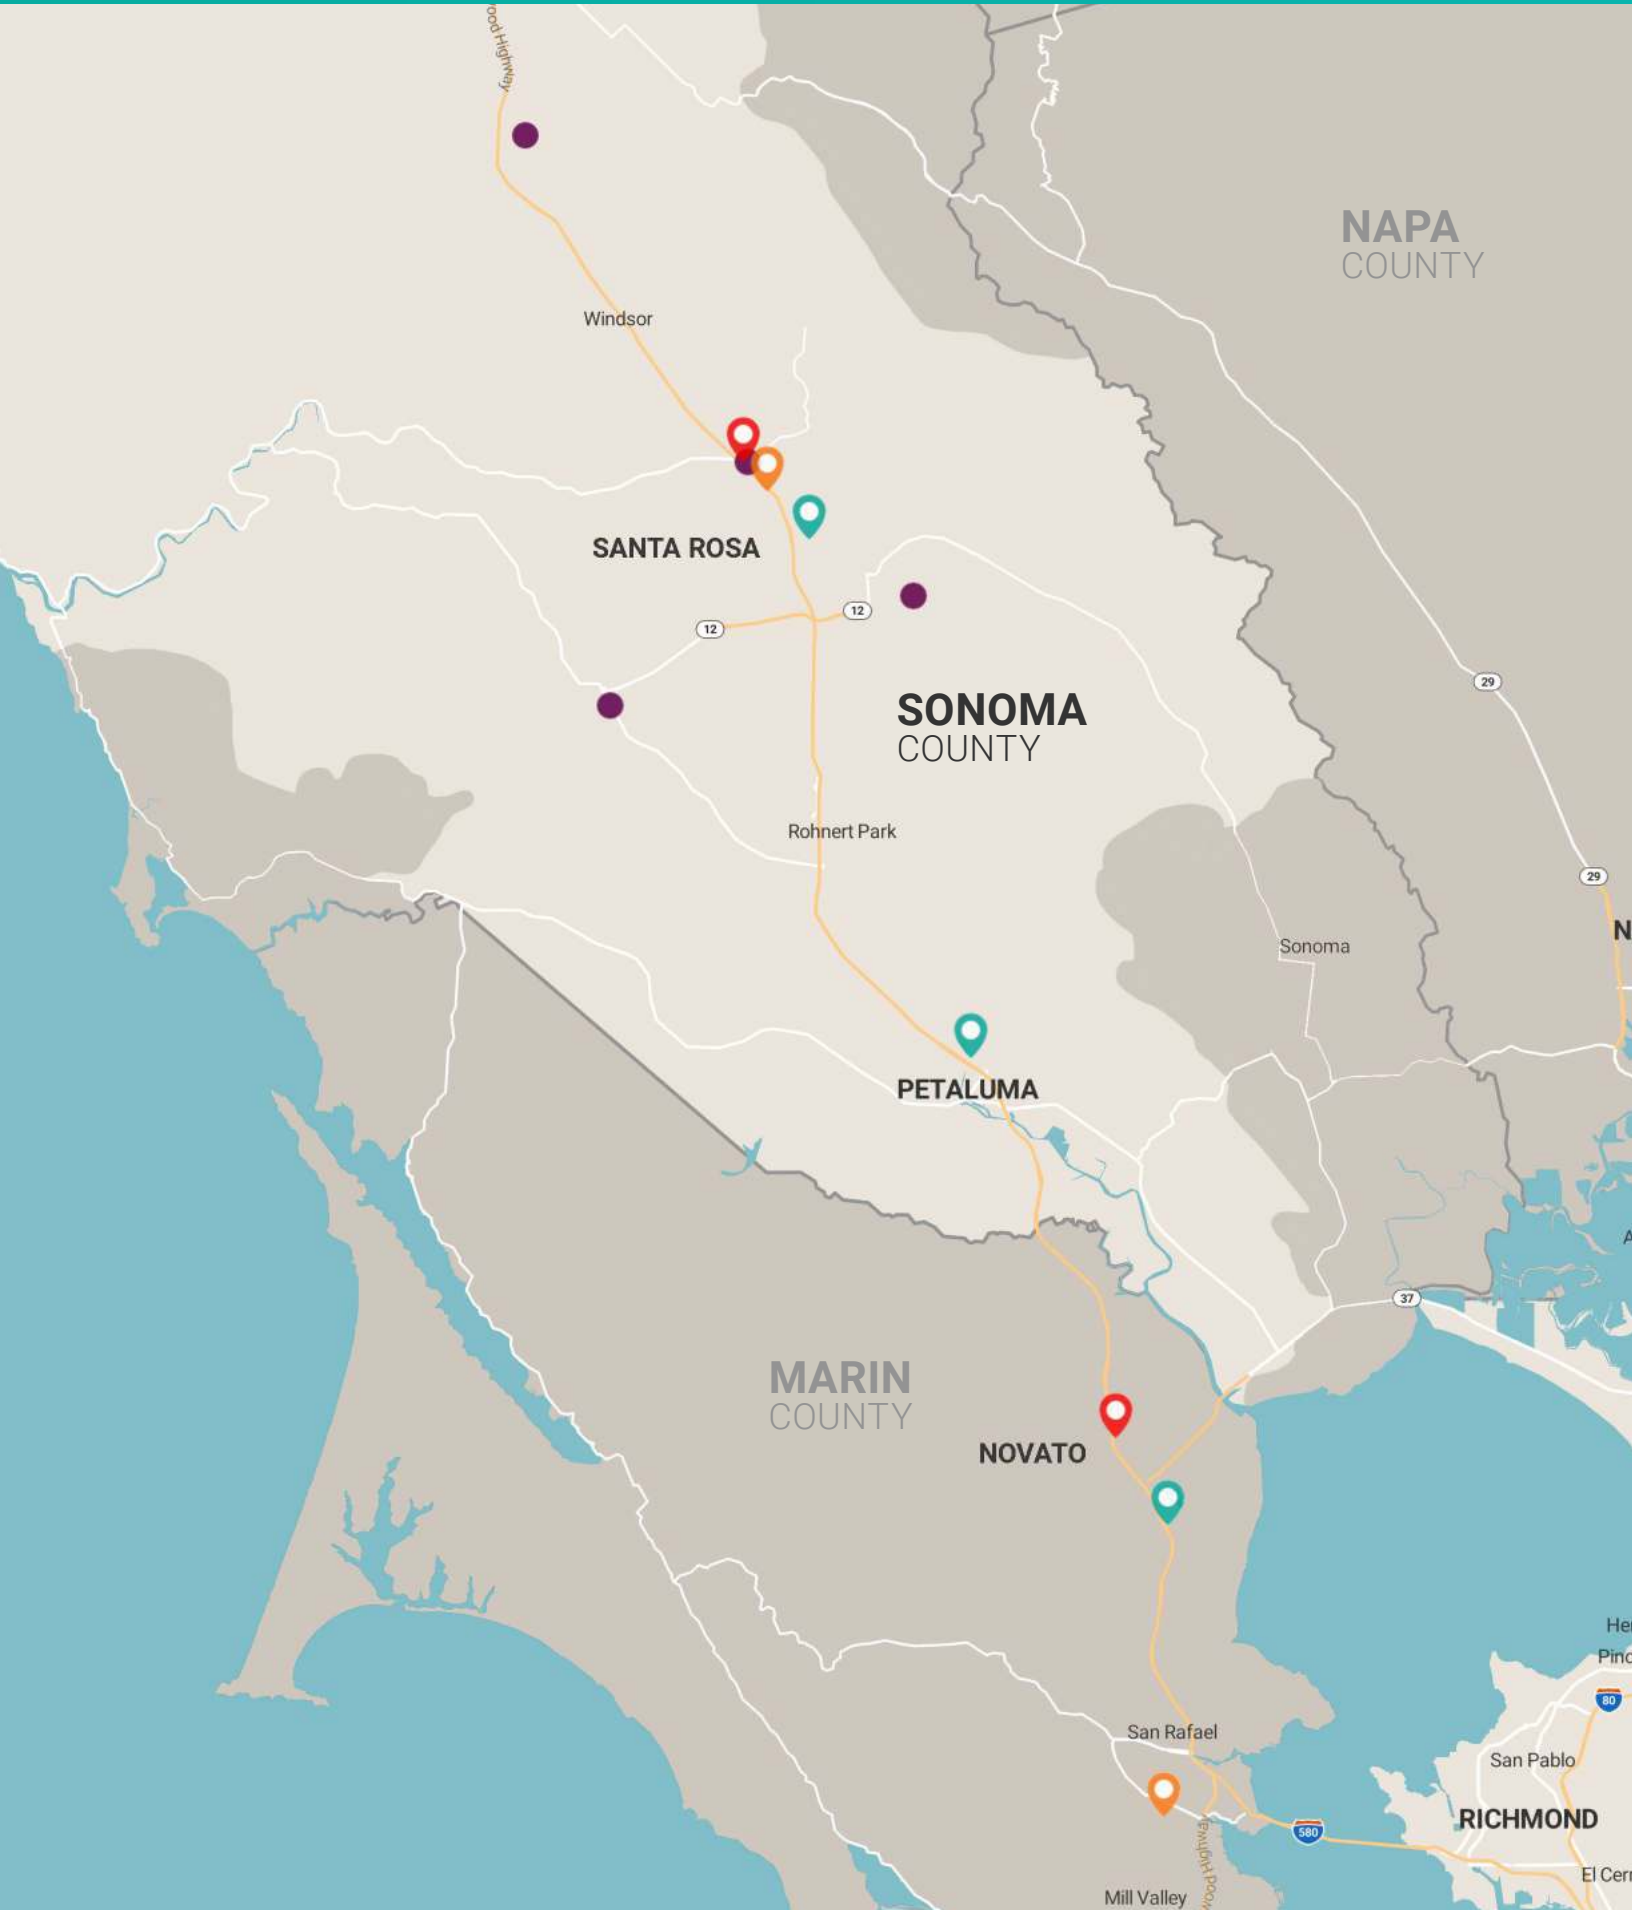 NAPA
COUNTY
Windsor
SANTA ROSA
12
12
29
SONOMA
COUNTY
Rohnert Park
29
Sonoma
PETALUMA
37
MARIN
COUNTY
NOVATO
San Rafael
80
San Pablo
RICHMOND
580
Mill Valley